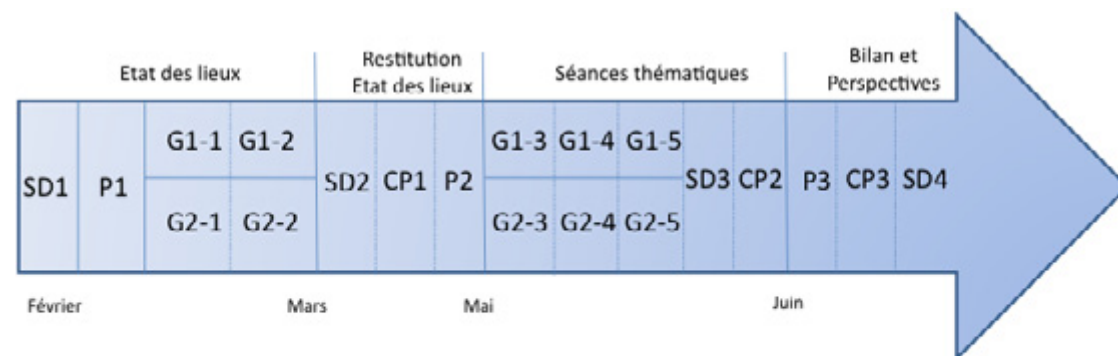 Etat des lieux
Restitution
Etat des lieux
Séances thématiques
Bilan et
Perspectives
G1-1 G1-2 G1-3 G1-4 G1-5
SD1 P1 SD2 CP1 P2 SD3 CP2 P3 CP3 SD4
G2-1 G2-2 G2-3 G2-4 G2-5
Février Mars Mai Juin